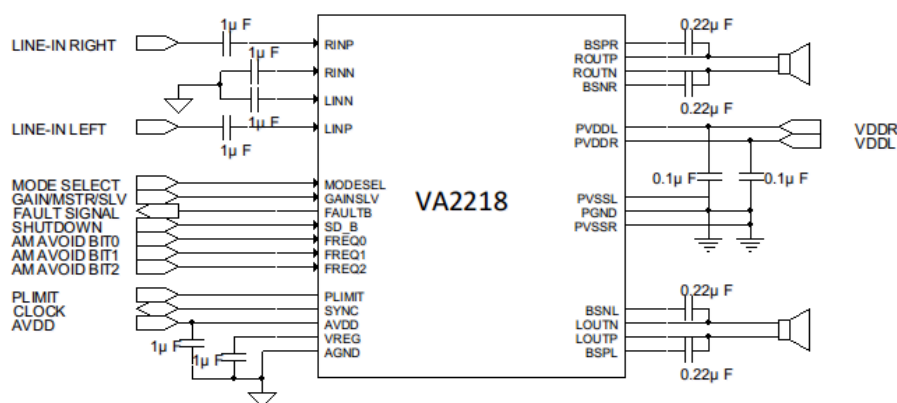 1µ F
LINE-IN RIGHT
RINP
1µ F
RINN
LINN
1µ F
LINE-IN LEFT
LINP
1µ F
MODE SELECT
MODESEL
GAIN/MSTR/SLV
GAINSLV
FAULT SIGNAL
FAULTB
SHUTDOWN
SD_B
AM AVOID BIT0
FREQ0
AM AVOID BIT1
FREQ1
AM AVOID BIT2
FREQ2
PLIMIT
PLIMIT
CLOCK
SYNC
AVDD
AVDD
VREG
1µ F
1µ F
AGND
VA2218
0.22µ F
BSPR
ROUTP
ROUTN
BSNR
0.22µ F
PVDDL
VDDR
PVDDR
VDDL
0.1µ F
0.1µ F
PVSSL
PGND
PVSSR
0.22µ F
BSNL
LOUTN
LOUTP
BSPL
0.22µ F